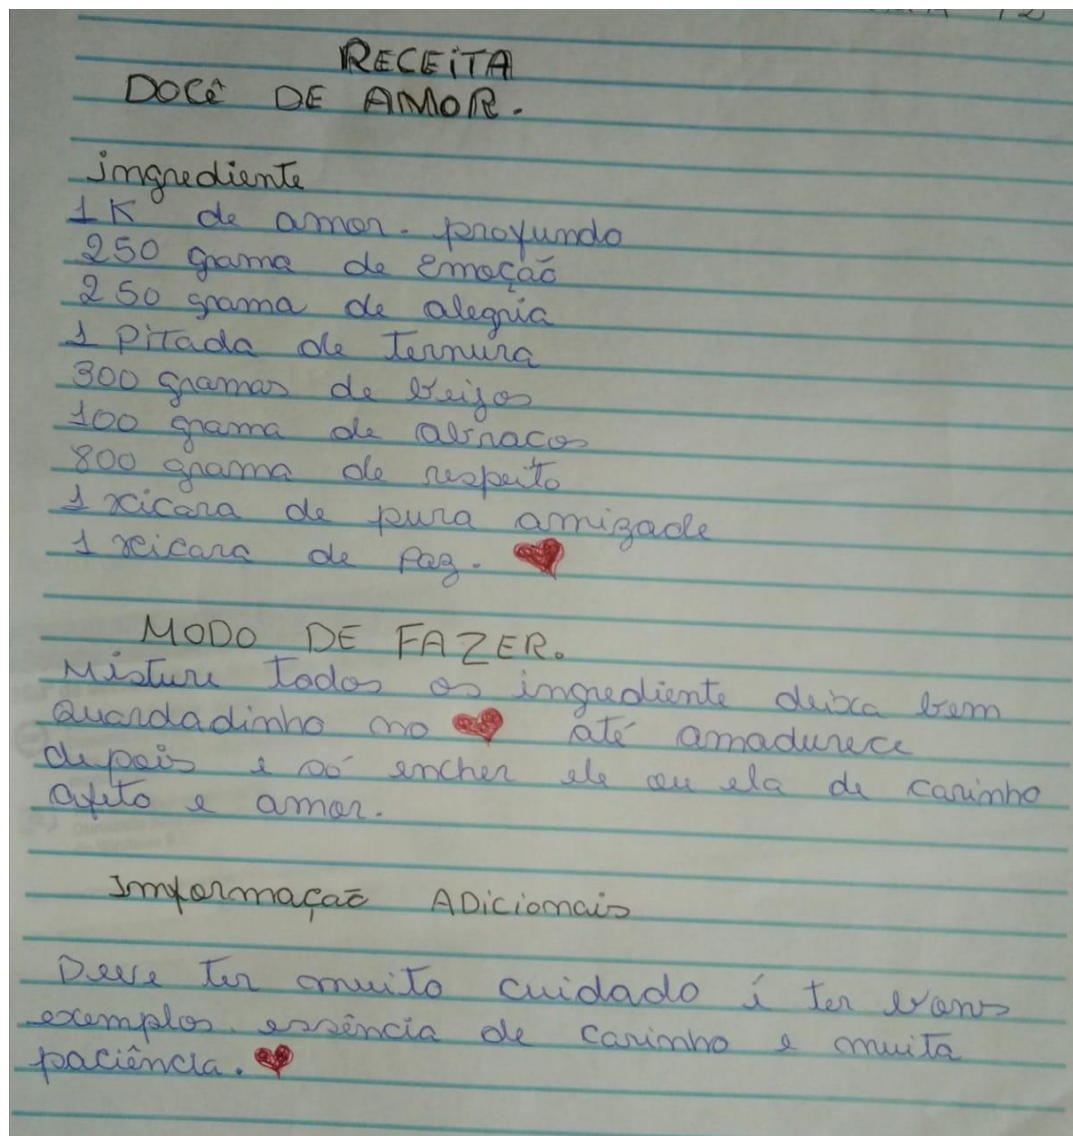 RECEITA
DOCÊ DE AMOR.
ingrediente
1K de amor. profundo
250 grama de emoção
250 grama de alegria
1 pitada de ternura
300 gramas de beijos
100 grama de abracos
800 grama de respeito
1 xicara de pura amizade
1 xicara de paz. ❤
MODO DE FAZER.
Misture todos os ingrediente deixa bem
guardadinho no ❤ até amadurece
depois e só encher ele ou ela de carinho
afeto e amor.
Imformação ADicionais
Deve ter muito cuidado i ter bons
exemplos. essência de carinho e muita
paciência. ❤